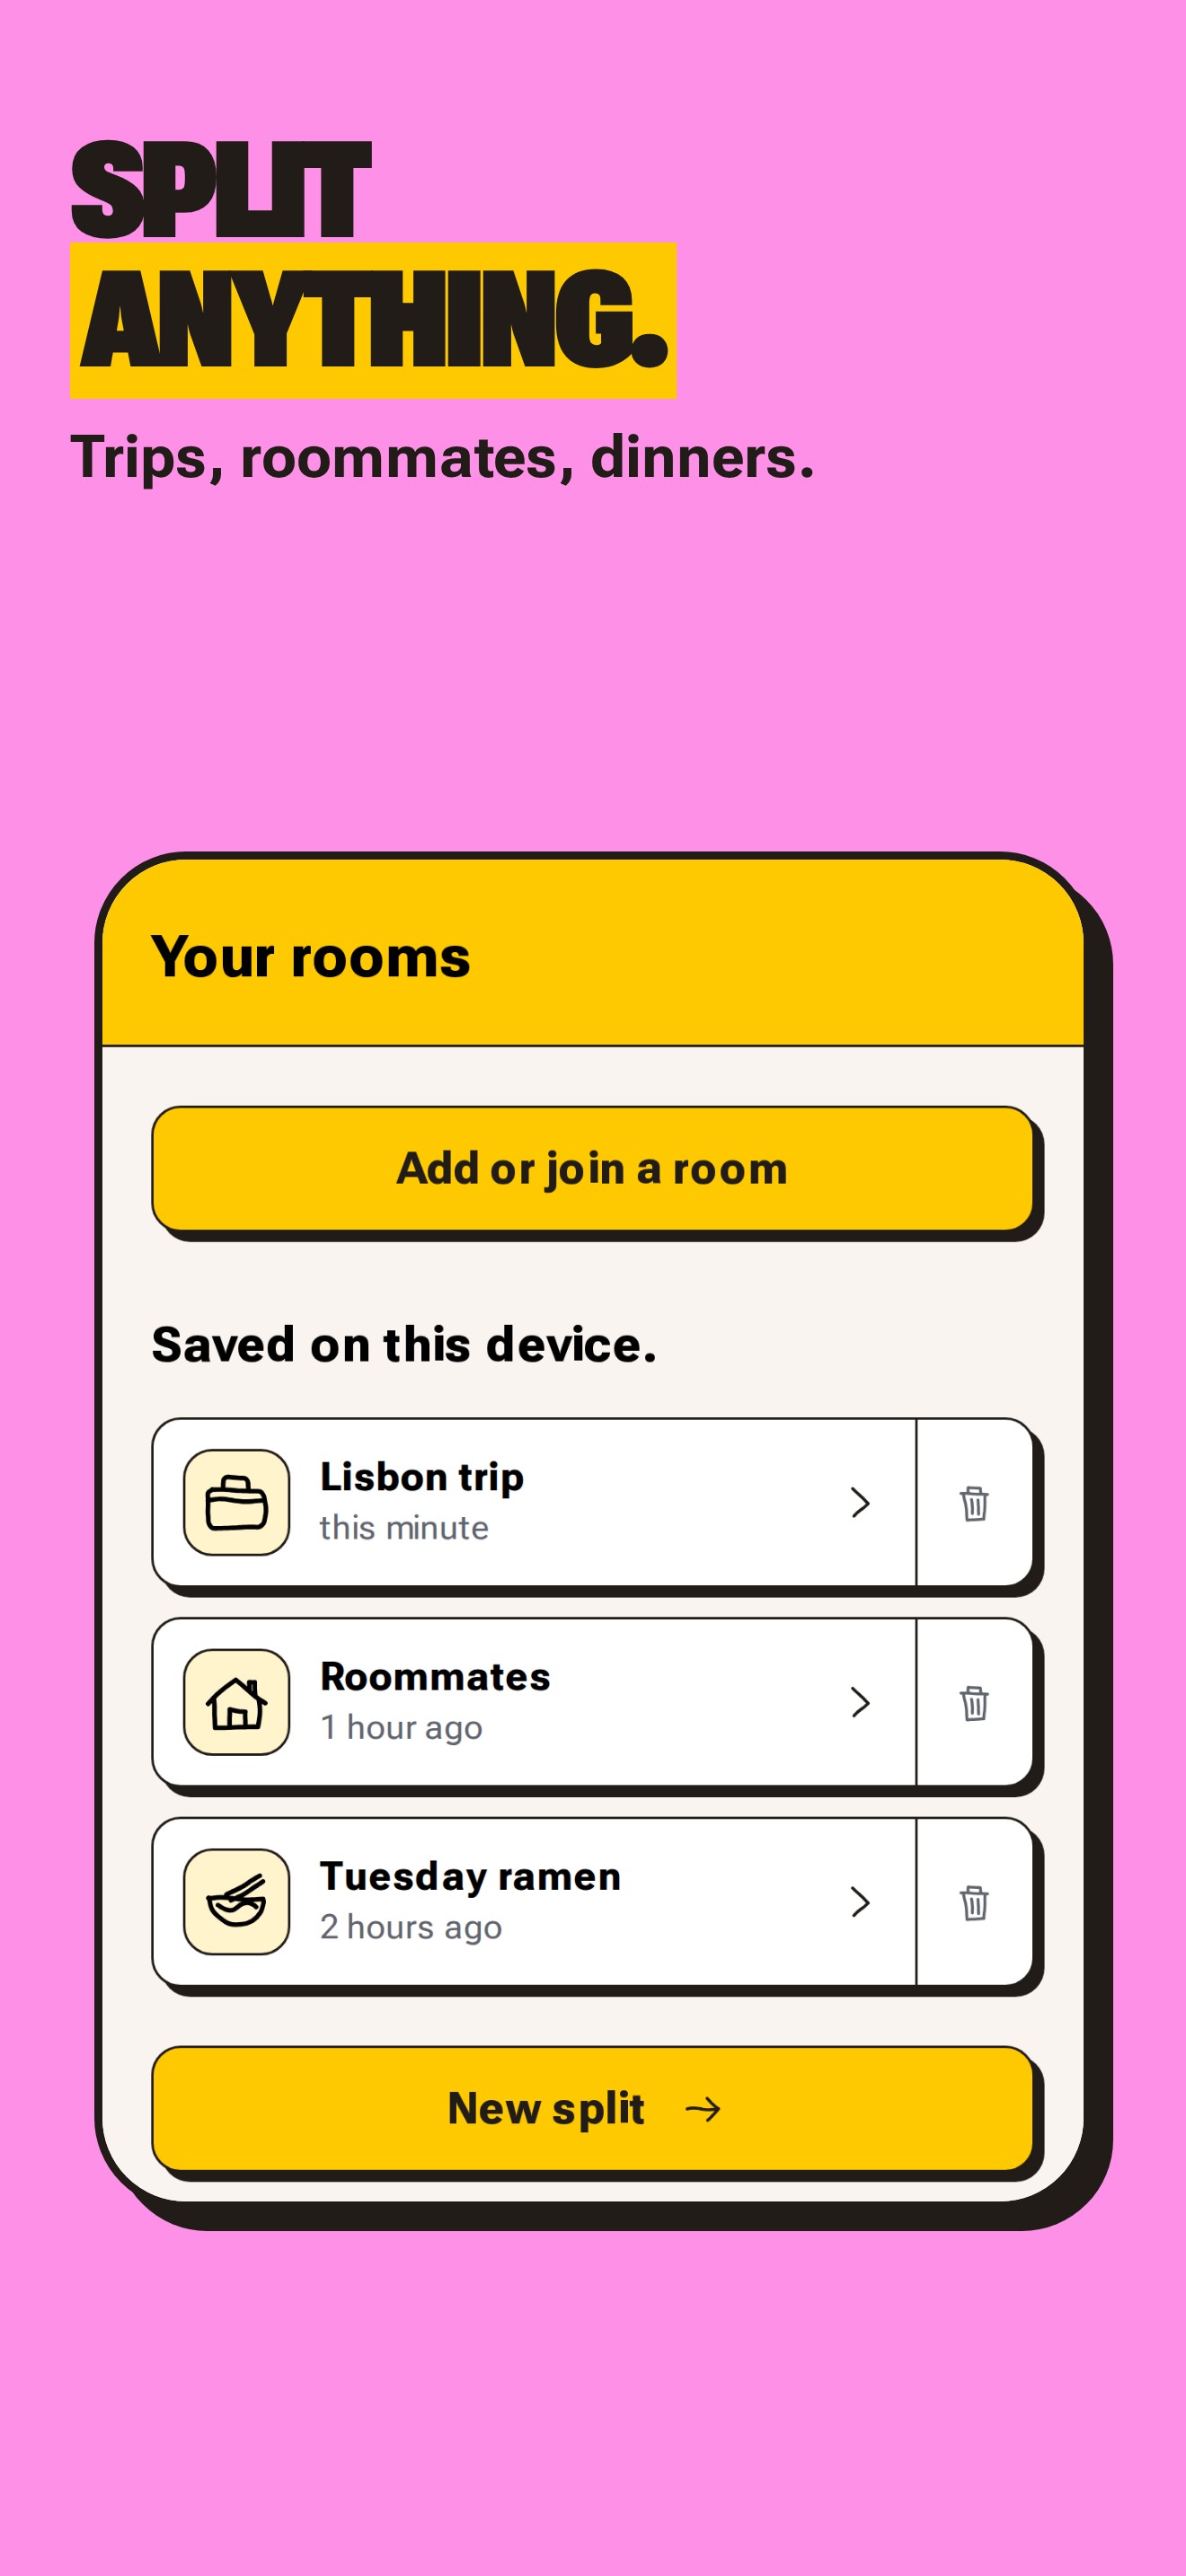 SPLIT
ANYTHING.
Trips, roommates, dinners.
Your rooms
Add or join a room
Saved on this device.
Lisbon trip
this minute
Roommates
1 hour ago
Tuesday ramen
2 hours ago
New split →